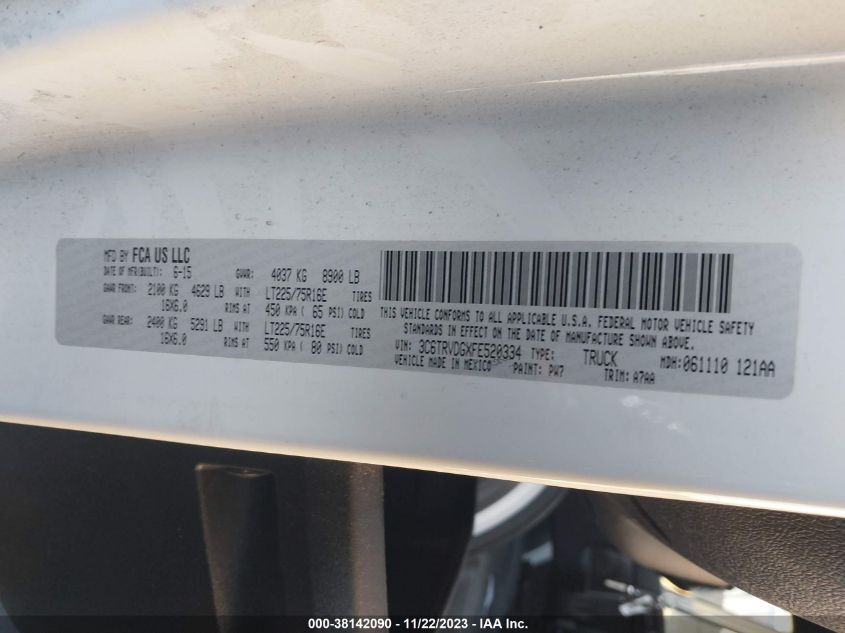 MFD BY FCA US LLC
DATE OF MFR(BUILT): 6-15 GVWR: 4037 KG 8900 LB
GAWR FRONT: 2100 KG 4629 LB WITH LT225/75R16E TIRES
16X6.0 RIMS AT 450 KPA ( 65 PSI) COLD
GAWR REAR: 2400 KG 5291 LB WITH LT225/75R16E TIRES
16X6.0 RIMS AT 550 KPA ( 80 PSI) COLD
THIS VEHICLE CONFORMS TO ALL APPLICABLE U.S.A. FEDERAL MOTOR VEHICLE SAFETY
STANDARDS IN EFFECT ON THE DATE OF MANUFACTURE SHOWN ABOVE.
VIN: 3C6TRVDGXFE520334 TYPE: TRUCK MDH: 061110 121AA
VEHICLE MADE IN MEXICO PAINT: PW7 TRIM: A7AA
000-38142090 - 11/22/2023 - IAA Inc.